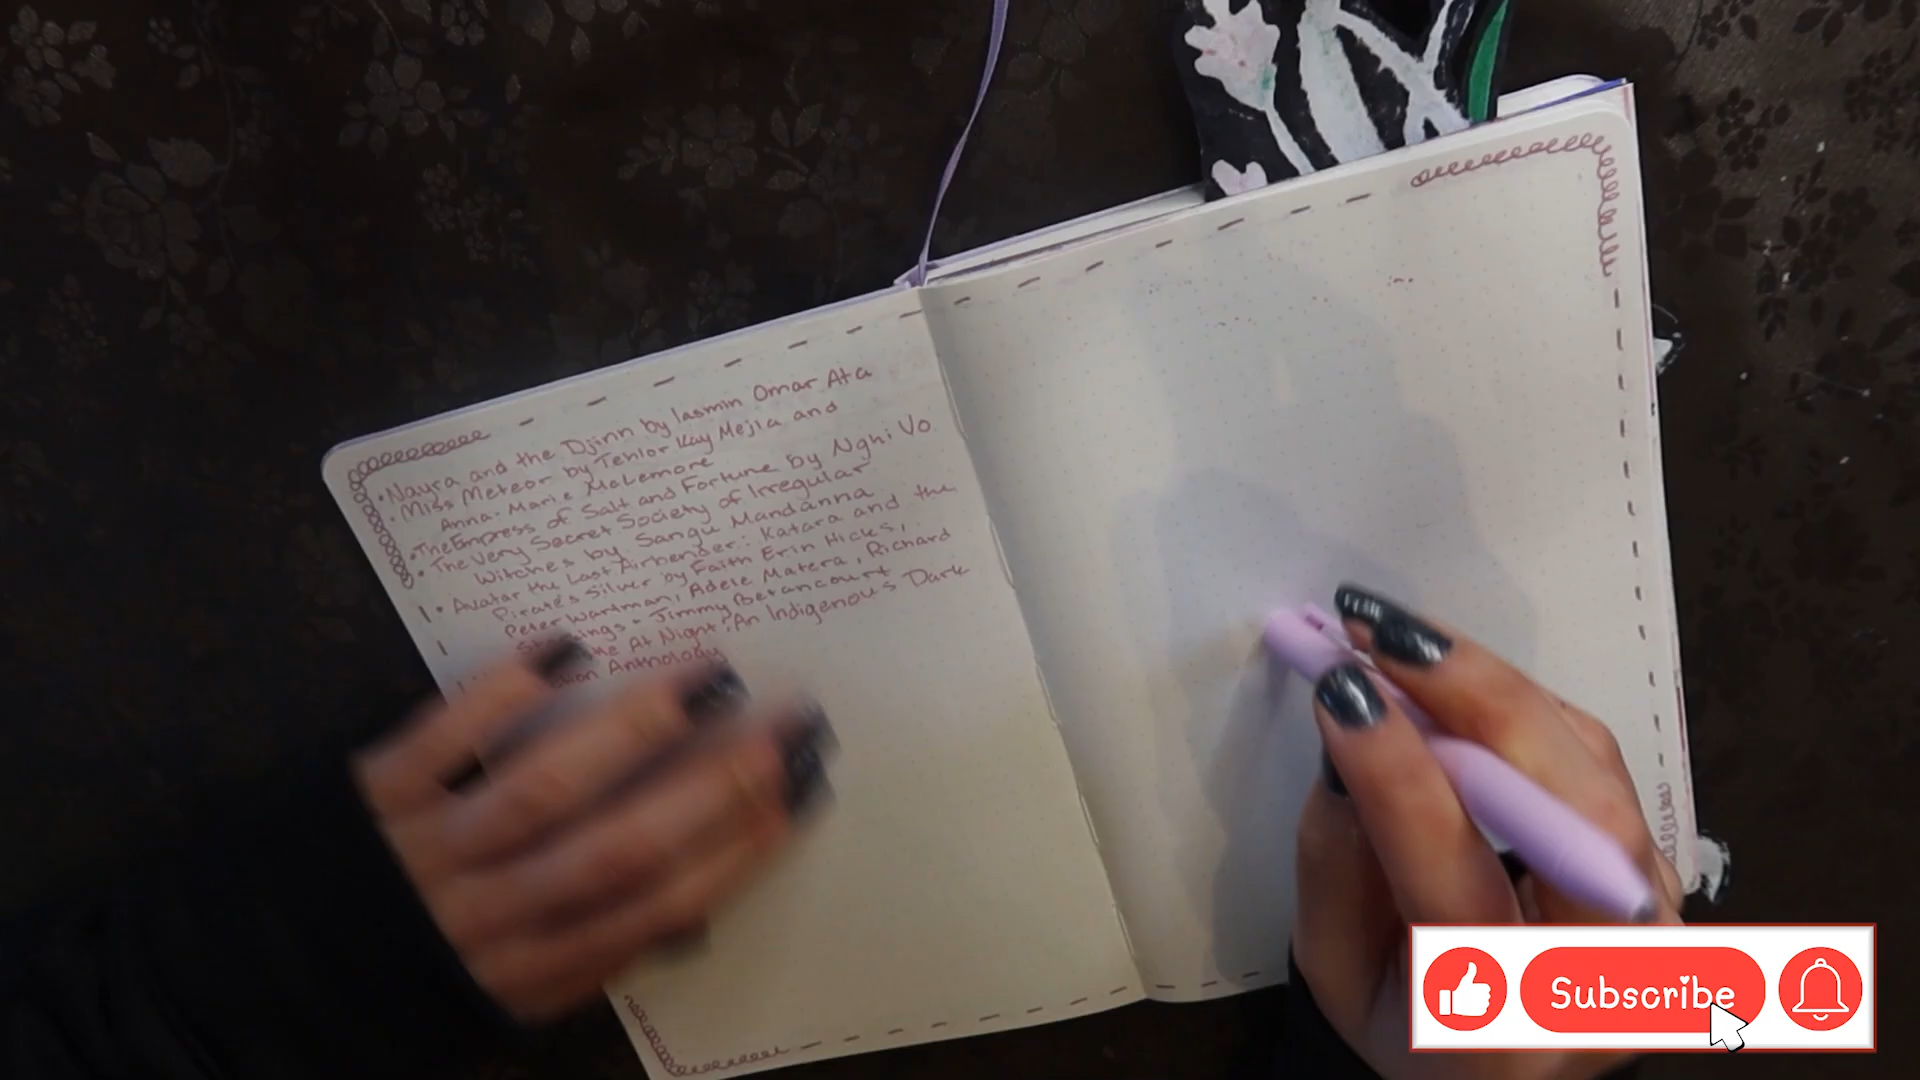 • Nayra and the Djinn by Iasmin Omar Ata
• Miss Meteor by Tehlor Kay Mejia and
Anna-Marie McLemore
• The Empress of Salt and Fortune by Nghi Vo
• The Very Secret Society of Irregular
Witches by Sangu Mandanna
• Avatar the Last Airbender: Katara and the
Pirate's Silver by Faith Erin Hicks,
Peter Wartman, Adele Matera, Richard
Jimmy Betancourt
At Night: An Indigenous Dark
Anthology
Subscribe